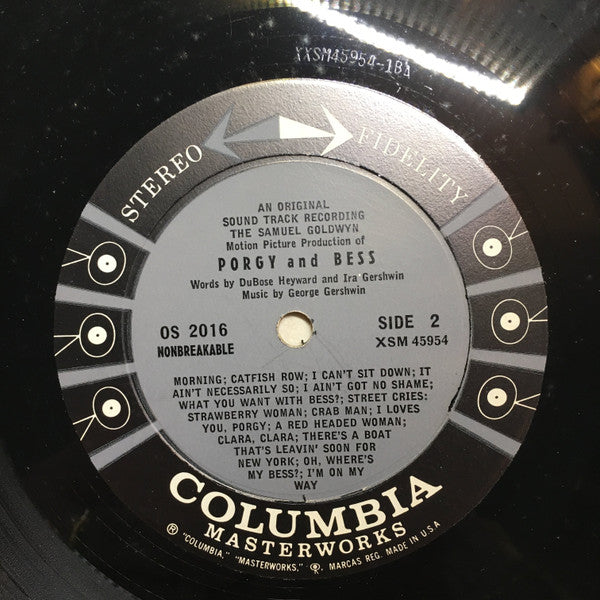 XXSM45954-1BA
STEREO FIDELITY
AN ORIGINAL
SOUND TRACK RECORDING
THE SAMUEL GOLDWYN
Motion Picture Production of
PORGY and BESS
Words by DuBose Heyward and Ira Gershwin
Music by George Gershwin
OS 2016
NONBREAKABLE
SIDE 2
XSM 45954
MORNING; CATFISH ROW; I CAN'T SIT DOWN; IT
AIN'T NECESSARILY SO; I AIN'T GOT NO SHAME;
WHAT YOU WANT WITH BESS?; STREET CRIES:
STRAWBERRY WOMAN; CRAB MAN; I LOVES
YOU, PORGY; A RED HEADED WOMAN;
CLARA, CLARA; THERE'S A BOAT
THAT'S LEAVIN' SOON FOR
NEW YORK; OH, WHERE'S
MY BESS?; I'M ON MY
WAY
COLUMBIA
MASTERWORKS
® "COLUMBIA," "MASTERWORKS," MARCAS REG. MADE IN U.S.A.